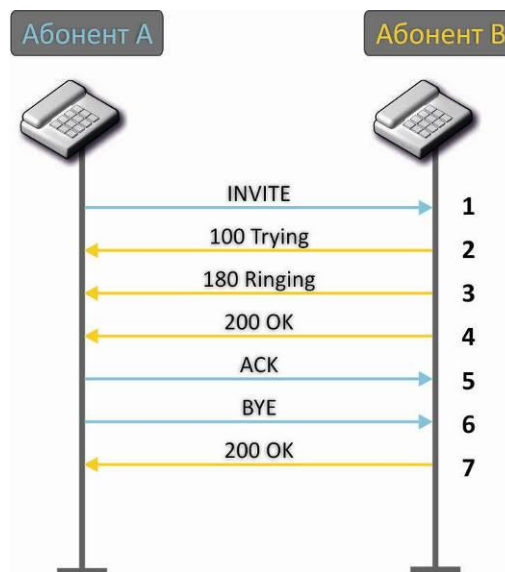 Абонент А
Абонент В
INVITE
1
100 Trying
2
180 Ringing
3
200 OK
4
ACK
5
BYE
6
200 OK
7